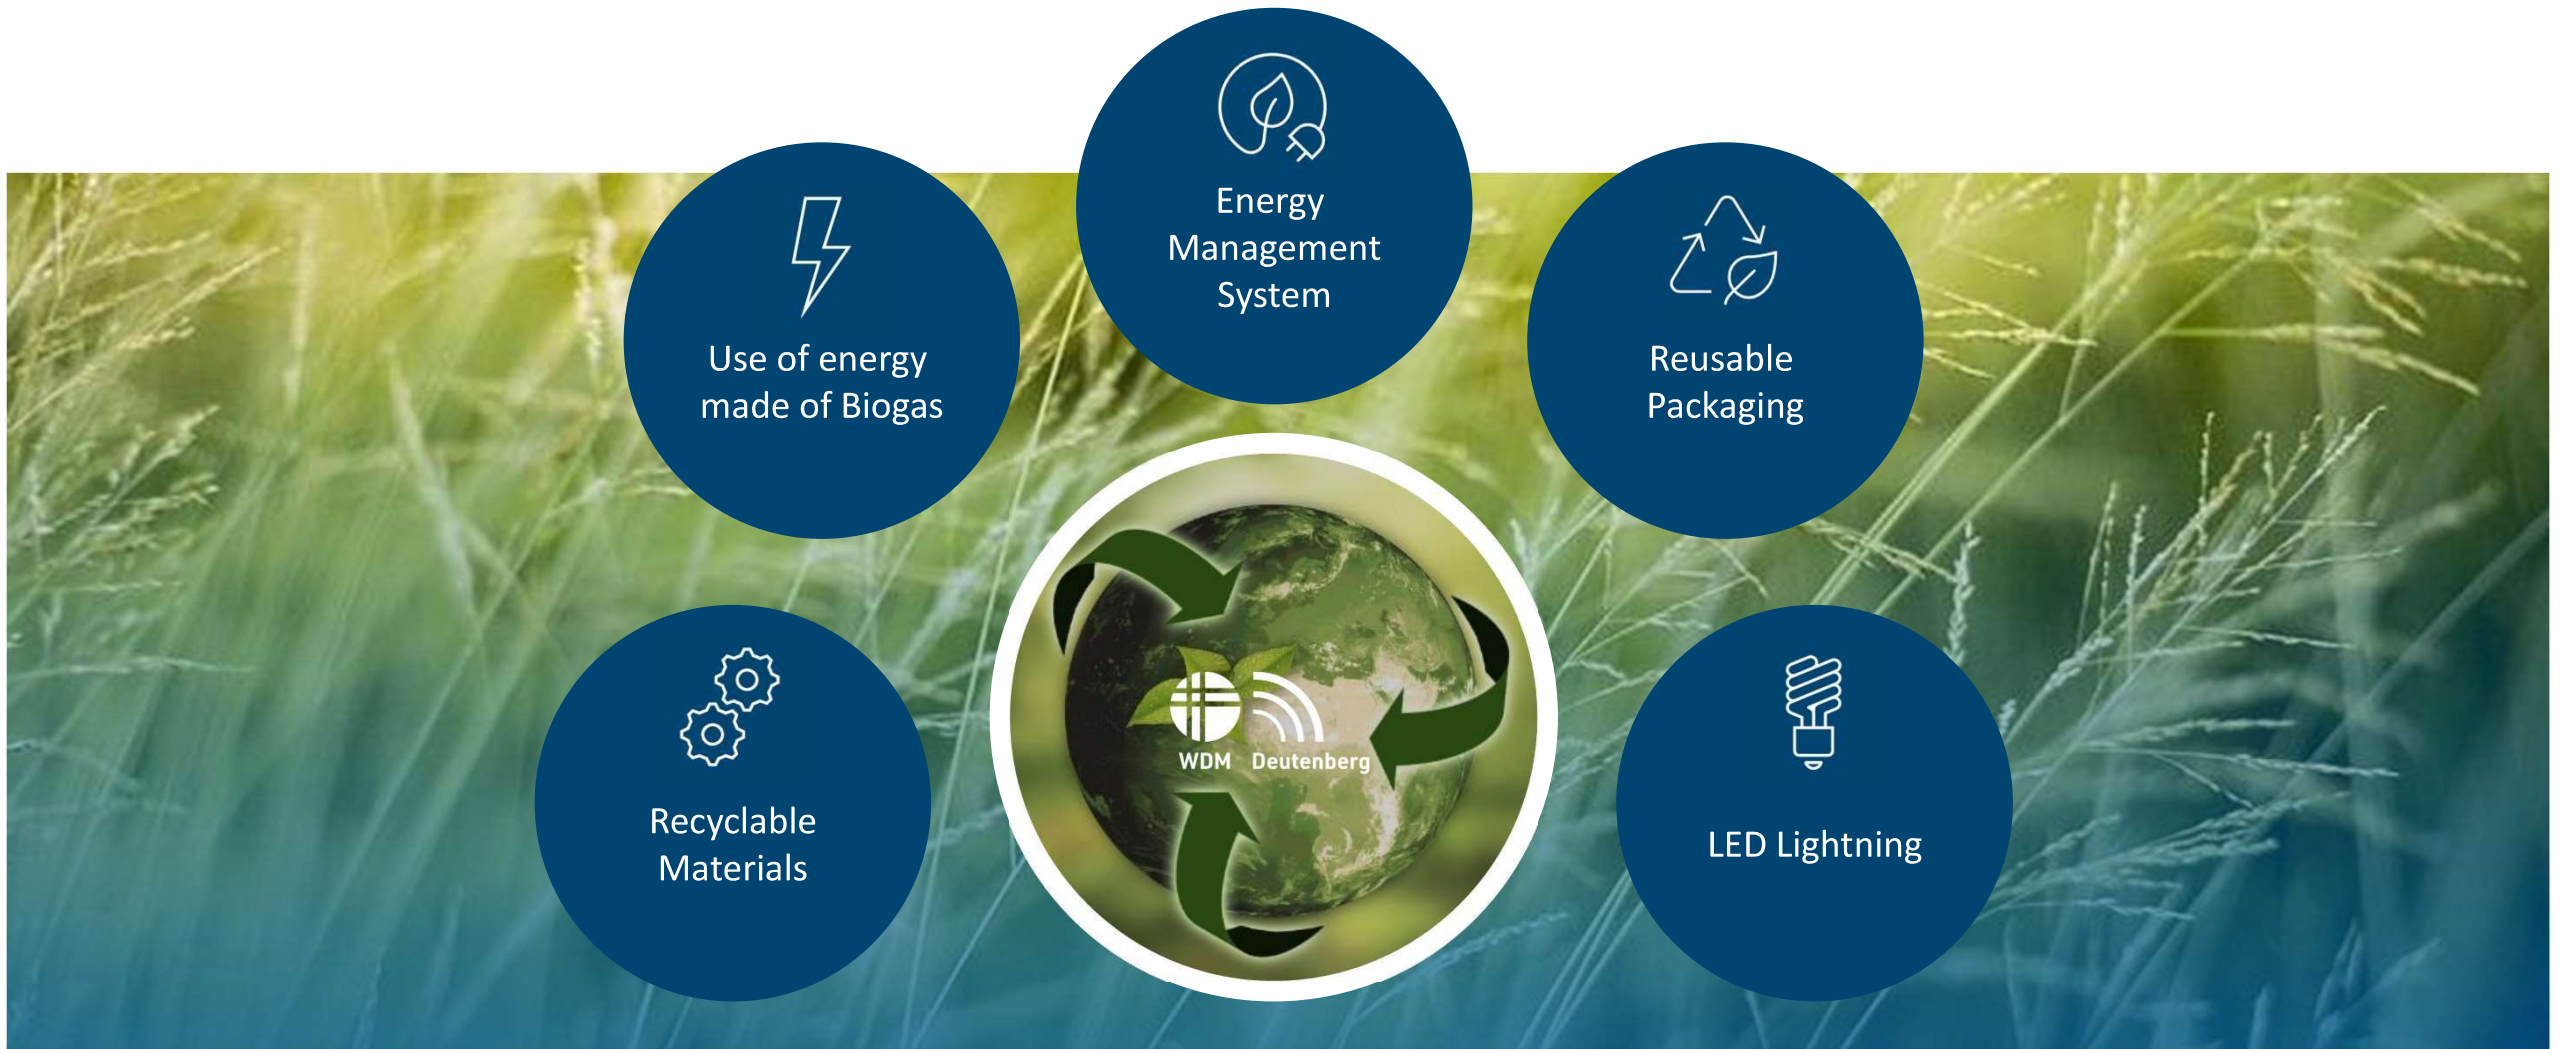 Energy
Management
System
Use of energy
made of Biogas
Reusable
Packaging
Recyclable
Materials
WDM Deutenberg
LED Lightning